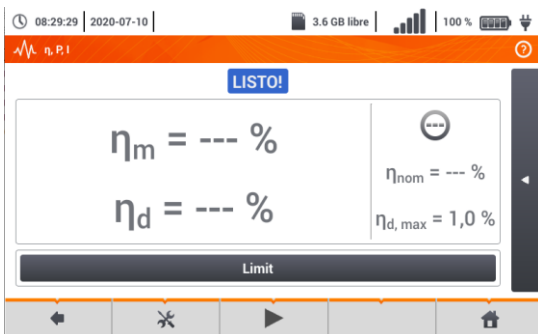 08:29:29 2020-07-10 3.6 GB libre 100 %
η, P, I
LISTO!
ηm = --- %
---
ηnom = --- %
ηd = --- %
ηd, max = 1,0 %
Limit